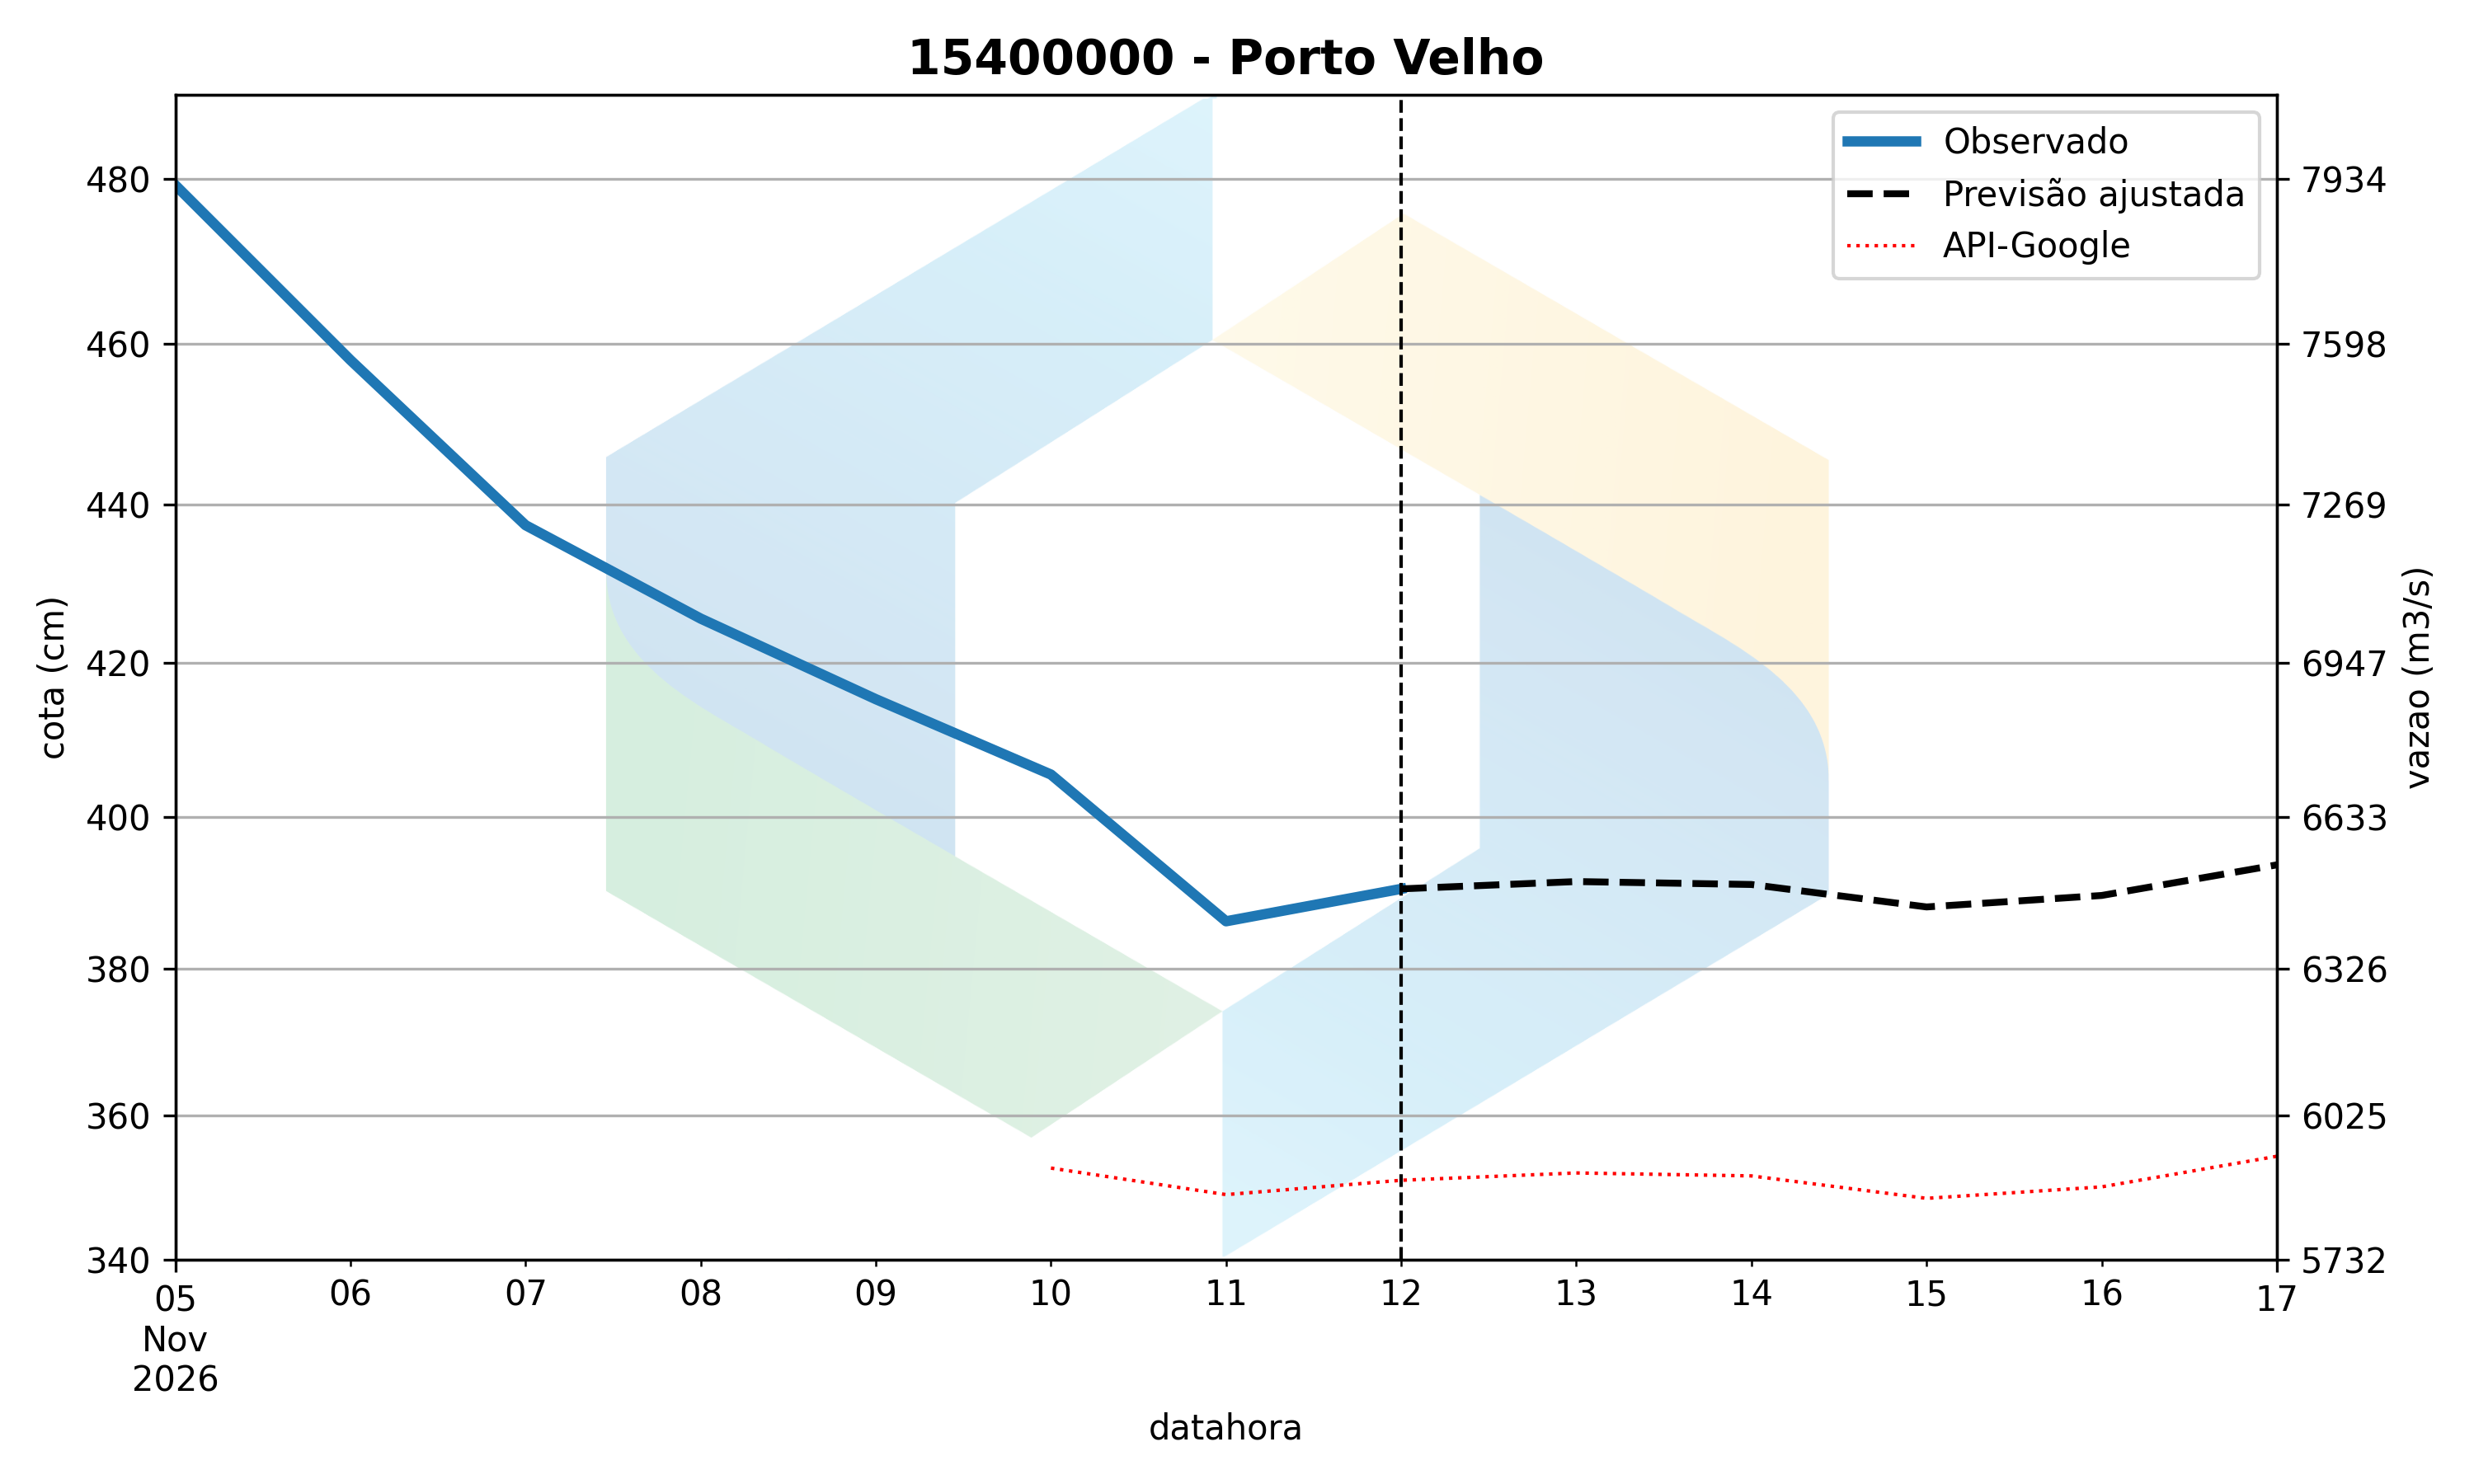 15400000 - Porto Velho
Observado
Previsão ajustada
API-Google
480
460
440
420
400
380
360
340
cota (cm)
7934
7598
7269
6947
6633
6326
6025
5732
vazao (m3/s)
05 06 07 08 09 10 11 12 13 14 15 16 17
Nov
2026
datahora